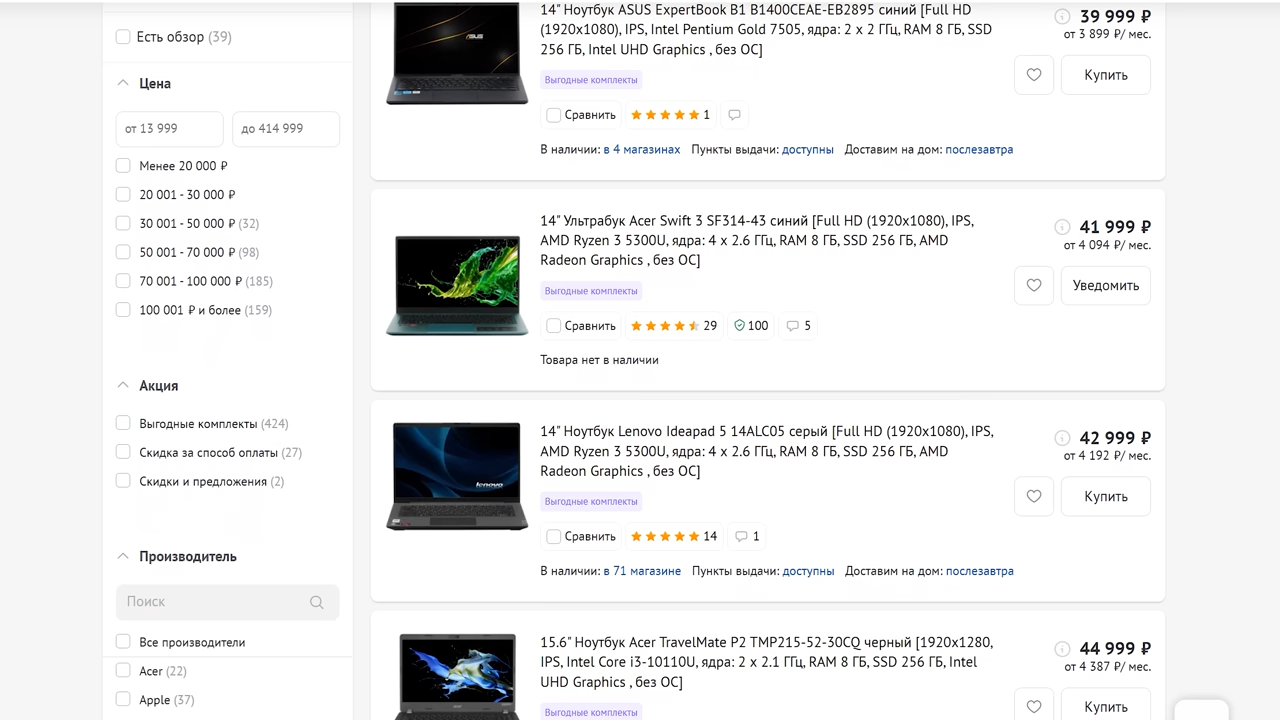 Есть обзор (39)
Цена
от 13 999
до 414 999
Менее 20 000 ₽
20 001 - 30 000 ₽
30 001 - 50 000 ₽ (32)
50 001 - 70 000 ₽ (98)
70 001 - 100 000 ₽ (185)
100 001 ₽ и более (159)
Акция
Выгодные комплекты (424)
Скидка за способ оплаты (27)
Скидки и предложения (2)
Производитель
Поиск
Все производители
Acer (22)
Apple (37)
14" Ноутбук ASUS ExpertBook B1 B1400CEAE-EB2895 синий [Full HD
(1920x1080), IPS, Intel Pentium Gold 7505, ядра: 2 х 2 ГГц, RAM 8 ГБ, SSD
256 ГБ, Intel UHD Graphics , без ОС]
Выгодные комплекты
Сравнить
1
В наличии: в 4 магазинах Пункты выдачи: доступны Доставим на дом: послезавтра
39 999 ₽
от 3 899 ₽/ мес.
Купить
ASUS
14" Ультрабук Acer Swift 3 SF314-43 синий [Full HD (1920x1080), IPS,
AMD Ryzen 3 5300U, ядра: 4 х 2.6 ГГц, RAM 8 ГБ, SSD 256 ГБ, AMD
Radeon Graphics , без ОС]
Выгодные комплекты
Сравнить
29
100
5
Товара нет в наличии
41 999 ₽
от 4 094 ₽/ мес.
Уведомить
14" Ноутбук Lenovo Ideapad 5 14ALC05 серый [Full HD (1920x1080), IPS,
AMD Ryzen 3 5300U, ядра: 4 х 2.6 ГГц, RAM 8 ГБ, SSD 256 ГБ, AMD
Radeon Graphics , без ОС]
Выгодные комплекты
Сравнить
14
1
В наличии: в 71 магазине Пункты выдачи: доступны Доставим на дом: послезавтра
42 999 ₽
от 4 192 ₽/ мес.
Купить
lenovo
15.6" Ноутбук Acer TravelMate P2 TMP215-52-30CQ черный [1920x1280,
IPS, Intel Core i3-10110U, ядра: 2 х 2.1 ГГц, RAM 8 ГБ, SSD 256 ГБ, Intel
UHD Graphics , без ОС]
Выгодные комплекты
44 999 ₽
от 4 387 ₽/ мес.
Купить